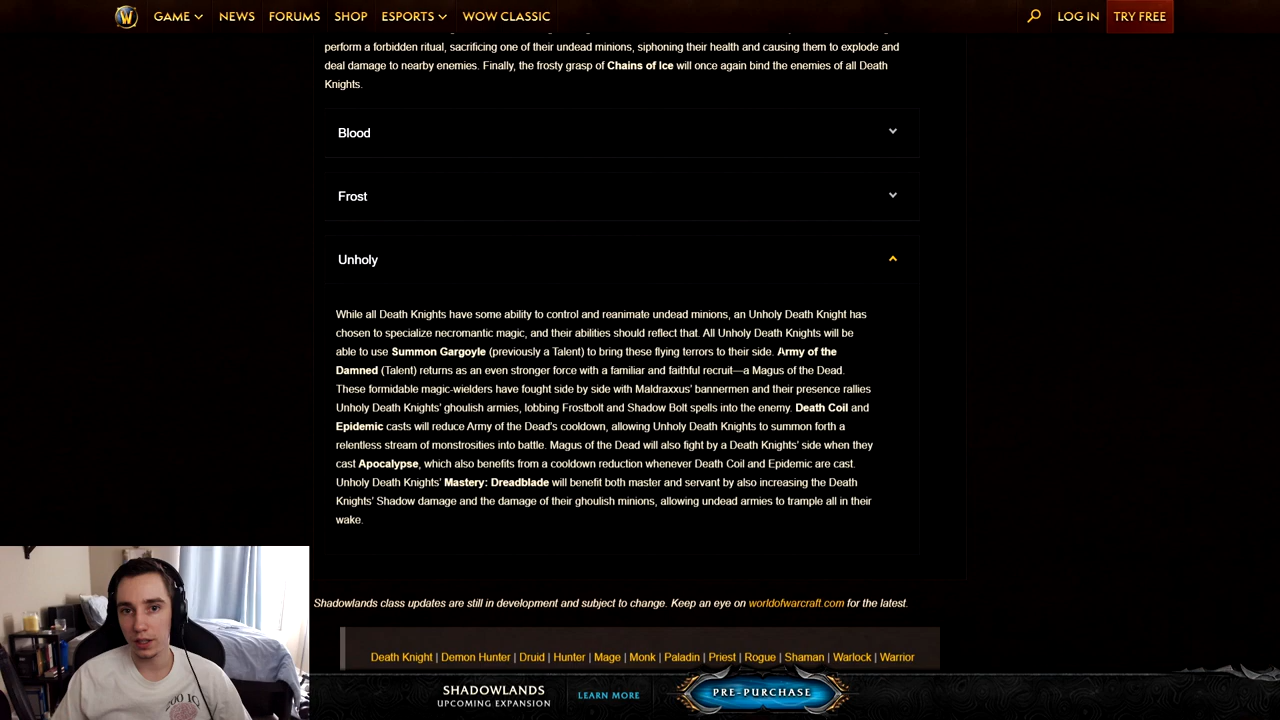 GAME NEWS FORUMS SHOP ESPORTS WOW CLASSIC LOG IN TRY FREE
perform a forbidden ritual, sacrificing one of their undead minions, siphoning their health and causing them to explode and
deal damage to nearby enemies. Finally, the frosty grasp of Chains of Ice will once again bind the enemies of all Death
Knights.
Blood
Frost
Unholy
While all Death Knights have some ability to control and reanimate undead minions, an Unholy Death Knight has
chosen to specialize necromantic magic, and their abilities should reflect that. All Unholy Death Knights will be
able to use Summon Gargoyle (previously a Talent) to bring these flying terrors to their side. Army of the
Damned (Talent) returns as an even stronger force with a familiar and faithful recruit—a Magus of the Dead.
These formidable magic-wielders have fought side by side with Maldraxxus' bannermen and their presence rallies
Unholy Death Knights' ghoulish armies, lobbing Frostbolt and Shadow Bolt spells into the enemy. Death Coil and
Epidemic casts will reduce Army of the Dead's cooldown, allowing Unholy Death Knights to summon forth a
relentless stream of monstrosities into battle. Magus of the Dead will also fight by a Death Knights' side when they
cast Apocalypse, which also benefits from a cooldown reduction whenever Death Coil and Epidemic are cast.
Unholy Death Knights' Mastery: Dreadblade will benefit both master and servant by also increasing the Death
Knights' Shadow damage and the damage of their ghoulish minions, allowing undead armies to trample all in their
wake.
Shadowlands class updates are still in development and subject to change. Keep an eye on worldofwarcraft.com for the latest.
Death Knight | Demon Hunter | Druid | Hunter | Mage | Monk | Paladin | Priest | Rogue | Shaman | Warlock | Warrior
SHADOWLANDS
UPCOMING EXPANSION
LEARN MORE
PRE-PURCHASE